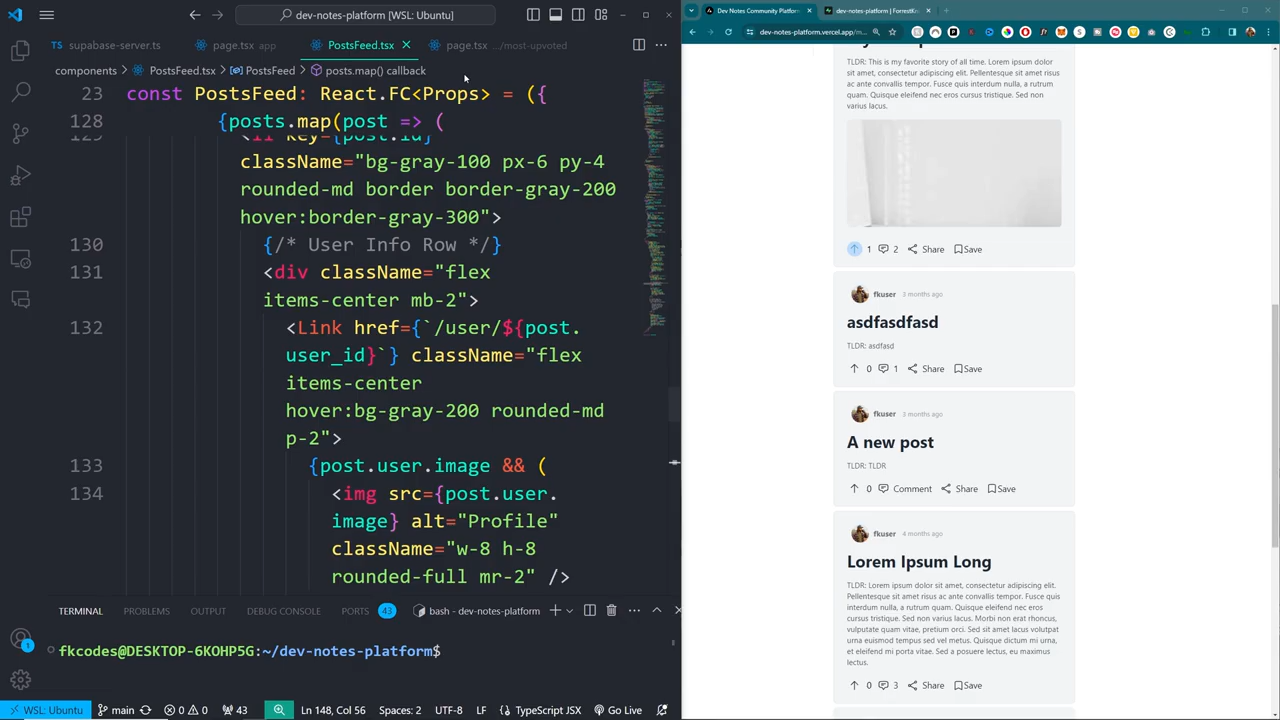 dev-notes-platform [WSL: Ubuntu]
page.tsx app
PostsFeed.tsx
page.tsx .../most-upvoted
PostsFeed
.map() callback
23 const PostsFeed
FC<Props> = ({
128 {posts.map(post => (
<li key={post.id}
className="bg-gray-100 px-6 py-4
rounded-md border border-gray-200
hover:border-gray-300">
130 {/* User Info Row */}
131 <div className="flex
items-center mb-2">
132 <Link href={`/user/${post.
user_id}`} className="flex
items-center
hover:bg-gray-200 rounded-md
p-2">
133 {post.user.image && (
134 <img src={post.user.
image} alt="Profile"
className="w-8 h-8
rounded-full mr-2" />
TERMINAL PROBLEMS OUTPUT DEBUG CONSOLE PORTS 43 bash - dev-notes-platform
fkcodes@DESKTOP-6KUHP5G:~/dev-notes-platform$
1
WSL: Ubuntu main 0 0 43 Ln 148, Col 56 Spaces: 2 UTF-8 LF TypeScript JSX Go Live
Dev Notes Community Platform
dev-notes-platform | ForrestKn
dev-notes-platform.vercel.app/m...
TLDR: This is my favorite story of all time. Lorem ipsum dolor
sit amet, consectetur adipiscing elit. Pellentesque sit amet risus
ac ante convallis tempor. Fusce quis interdum nulla, a rutrum
quam. Quisque eleifend nec eros cursus tristique. Sed non
varius lacus.
1 2 Share Save
fkuser 3 months ago
asdfasdfasd
TLDR: asdfasd
0 1 Share Save
fkuser 3 months ago
A new post
TLDR: TLDR
0 Comment Share Save
fkuser 4 months ago
Lorem Ipsum Long
TLDR: Lorem ipsum dolor sit amet, consectetur adipiscing elit.
Pellentesque sit amet risus ac ante convallis tempor. Fusce quis
interdum nulla, a rutrum quam. Quisque eleifend nec eros
cursus tristique. Sed non varius lacus. Morbi non erat rhoncus,
vulputate quam vitae, pretium orci. Sed sit amet lacus volutpat
urna euismod tempus sed vel metus. Quisque dictum mi urna,
et eleifend mi porta vitae. Sed a posuere lectus, eu maximus
lectus.
0 3 Share Save